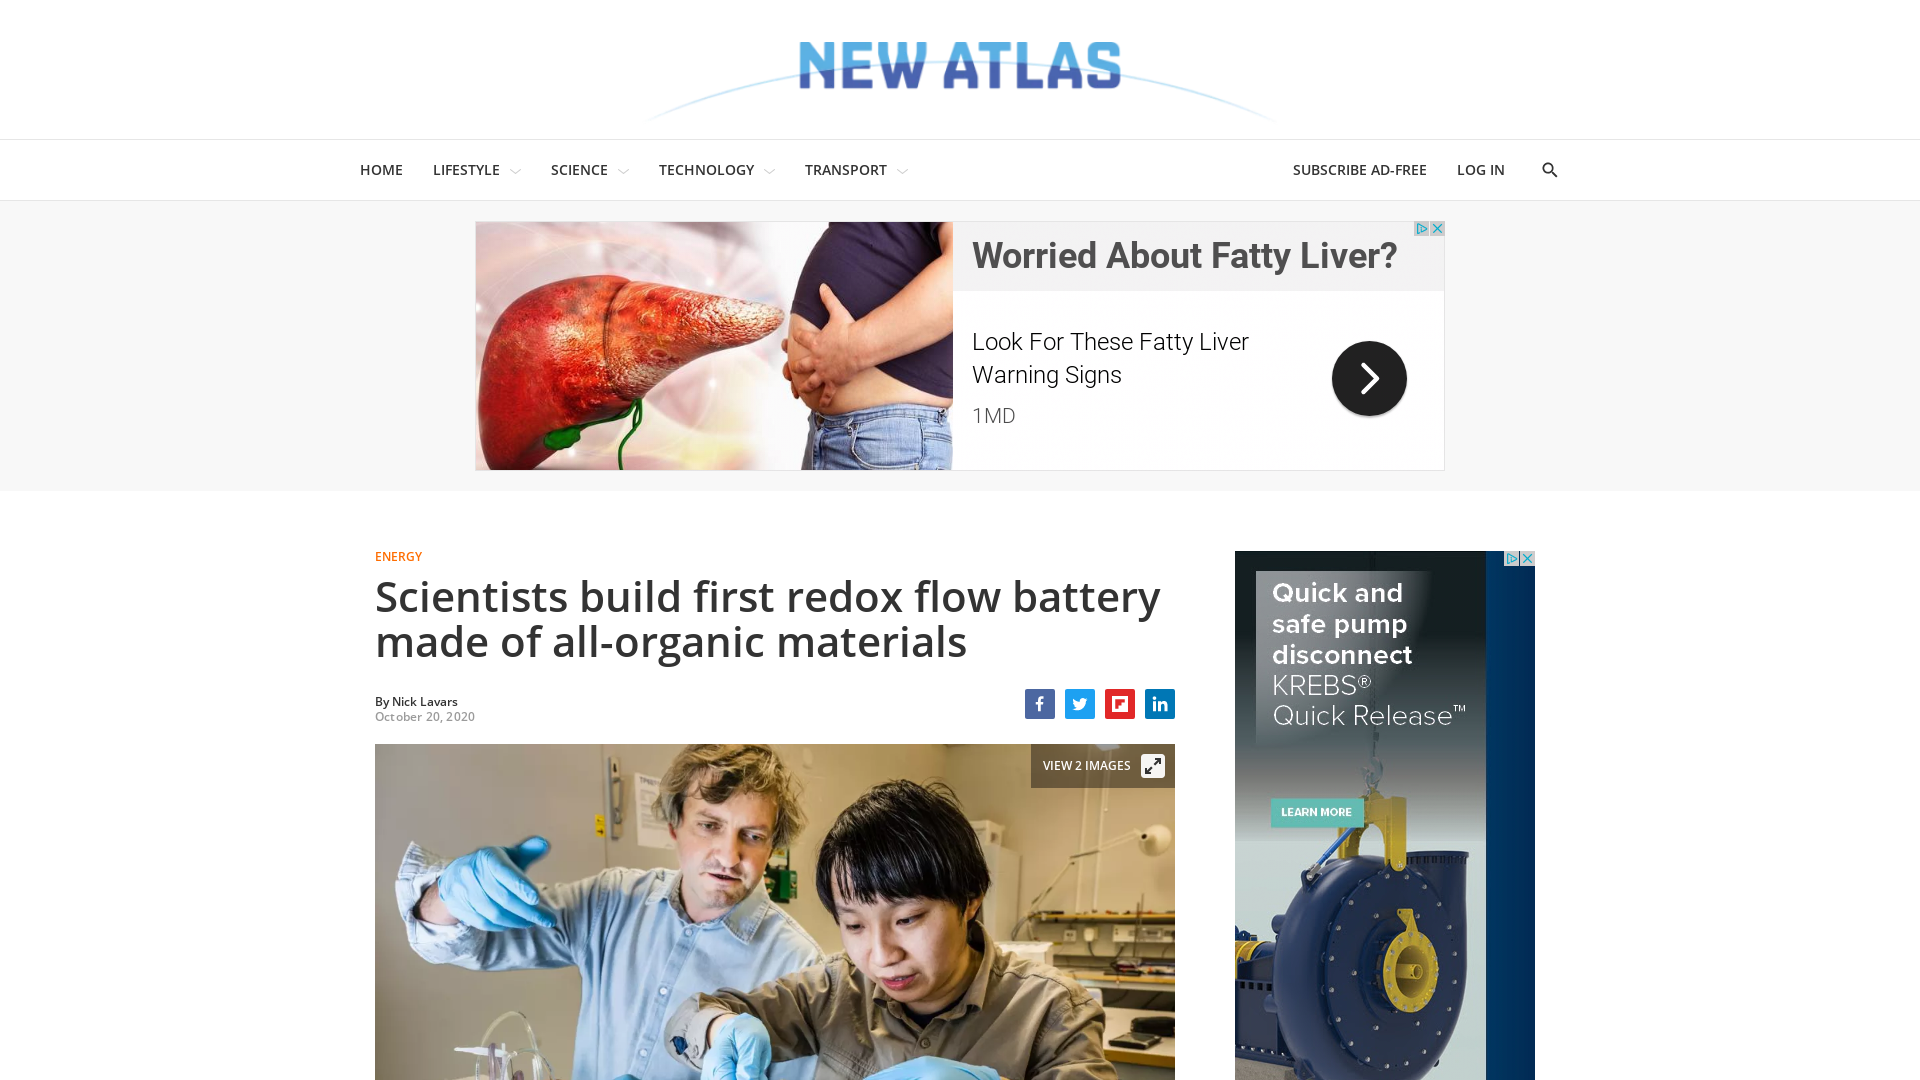 NEW ATLAS
HOME
LIFESTYLE
SCIENCE
TECHNOLOGY
TRANSPORT
SUBSCRIBE AD-FREE
LOG IN
Worried About Fatty Liver?
Look For These Fatty Liver
Warning Signs
1MD
ENERGY
Scientists build first redox flow battery
made of all-organic materials
By Nick Lavars
October 20, 2020
VIEW 2 IMAGES
Quick and
safe pump
disconnect
KREBS®
Quick Release™
LEARN MORE